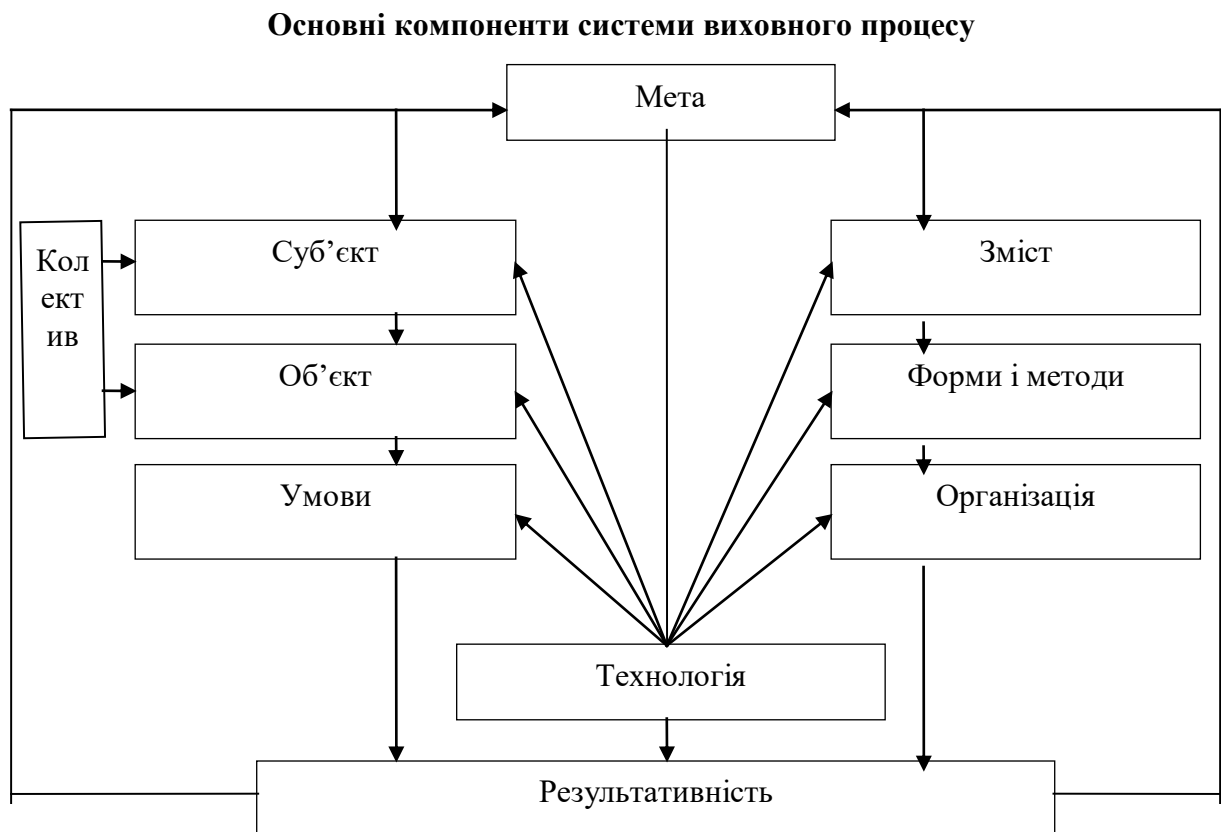 Основні компоненти системи виховного процесу
Мета
Суб’єкт
Зміст
Кол
ект
ив
Об’єкт
Форми і методи
Умови
Організація
Технологія
Результативність